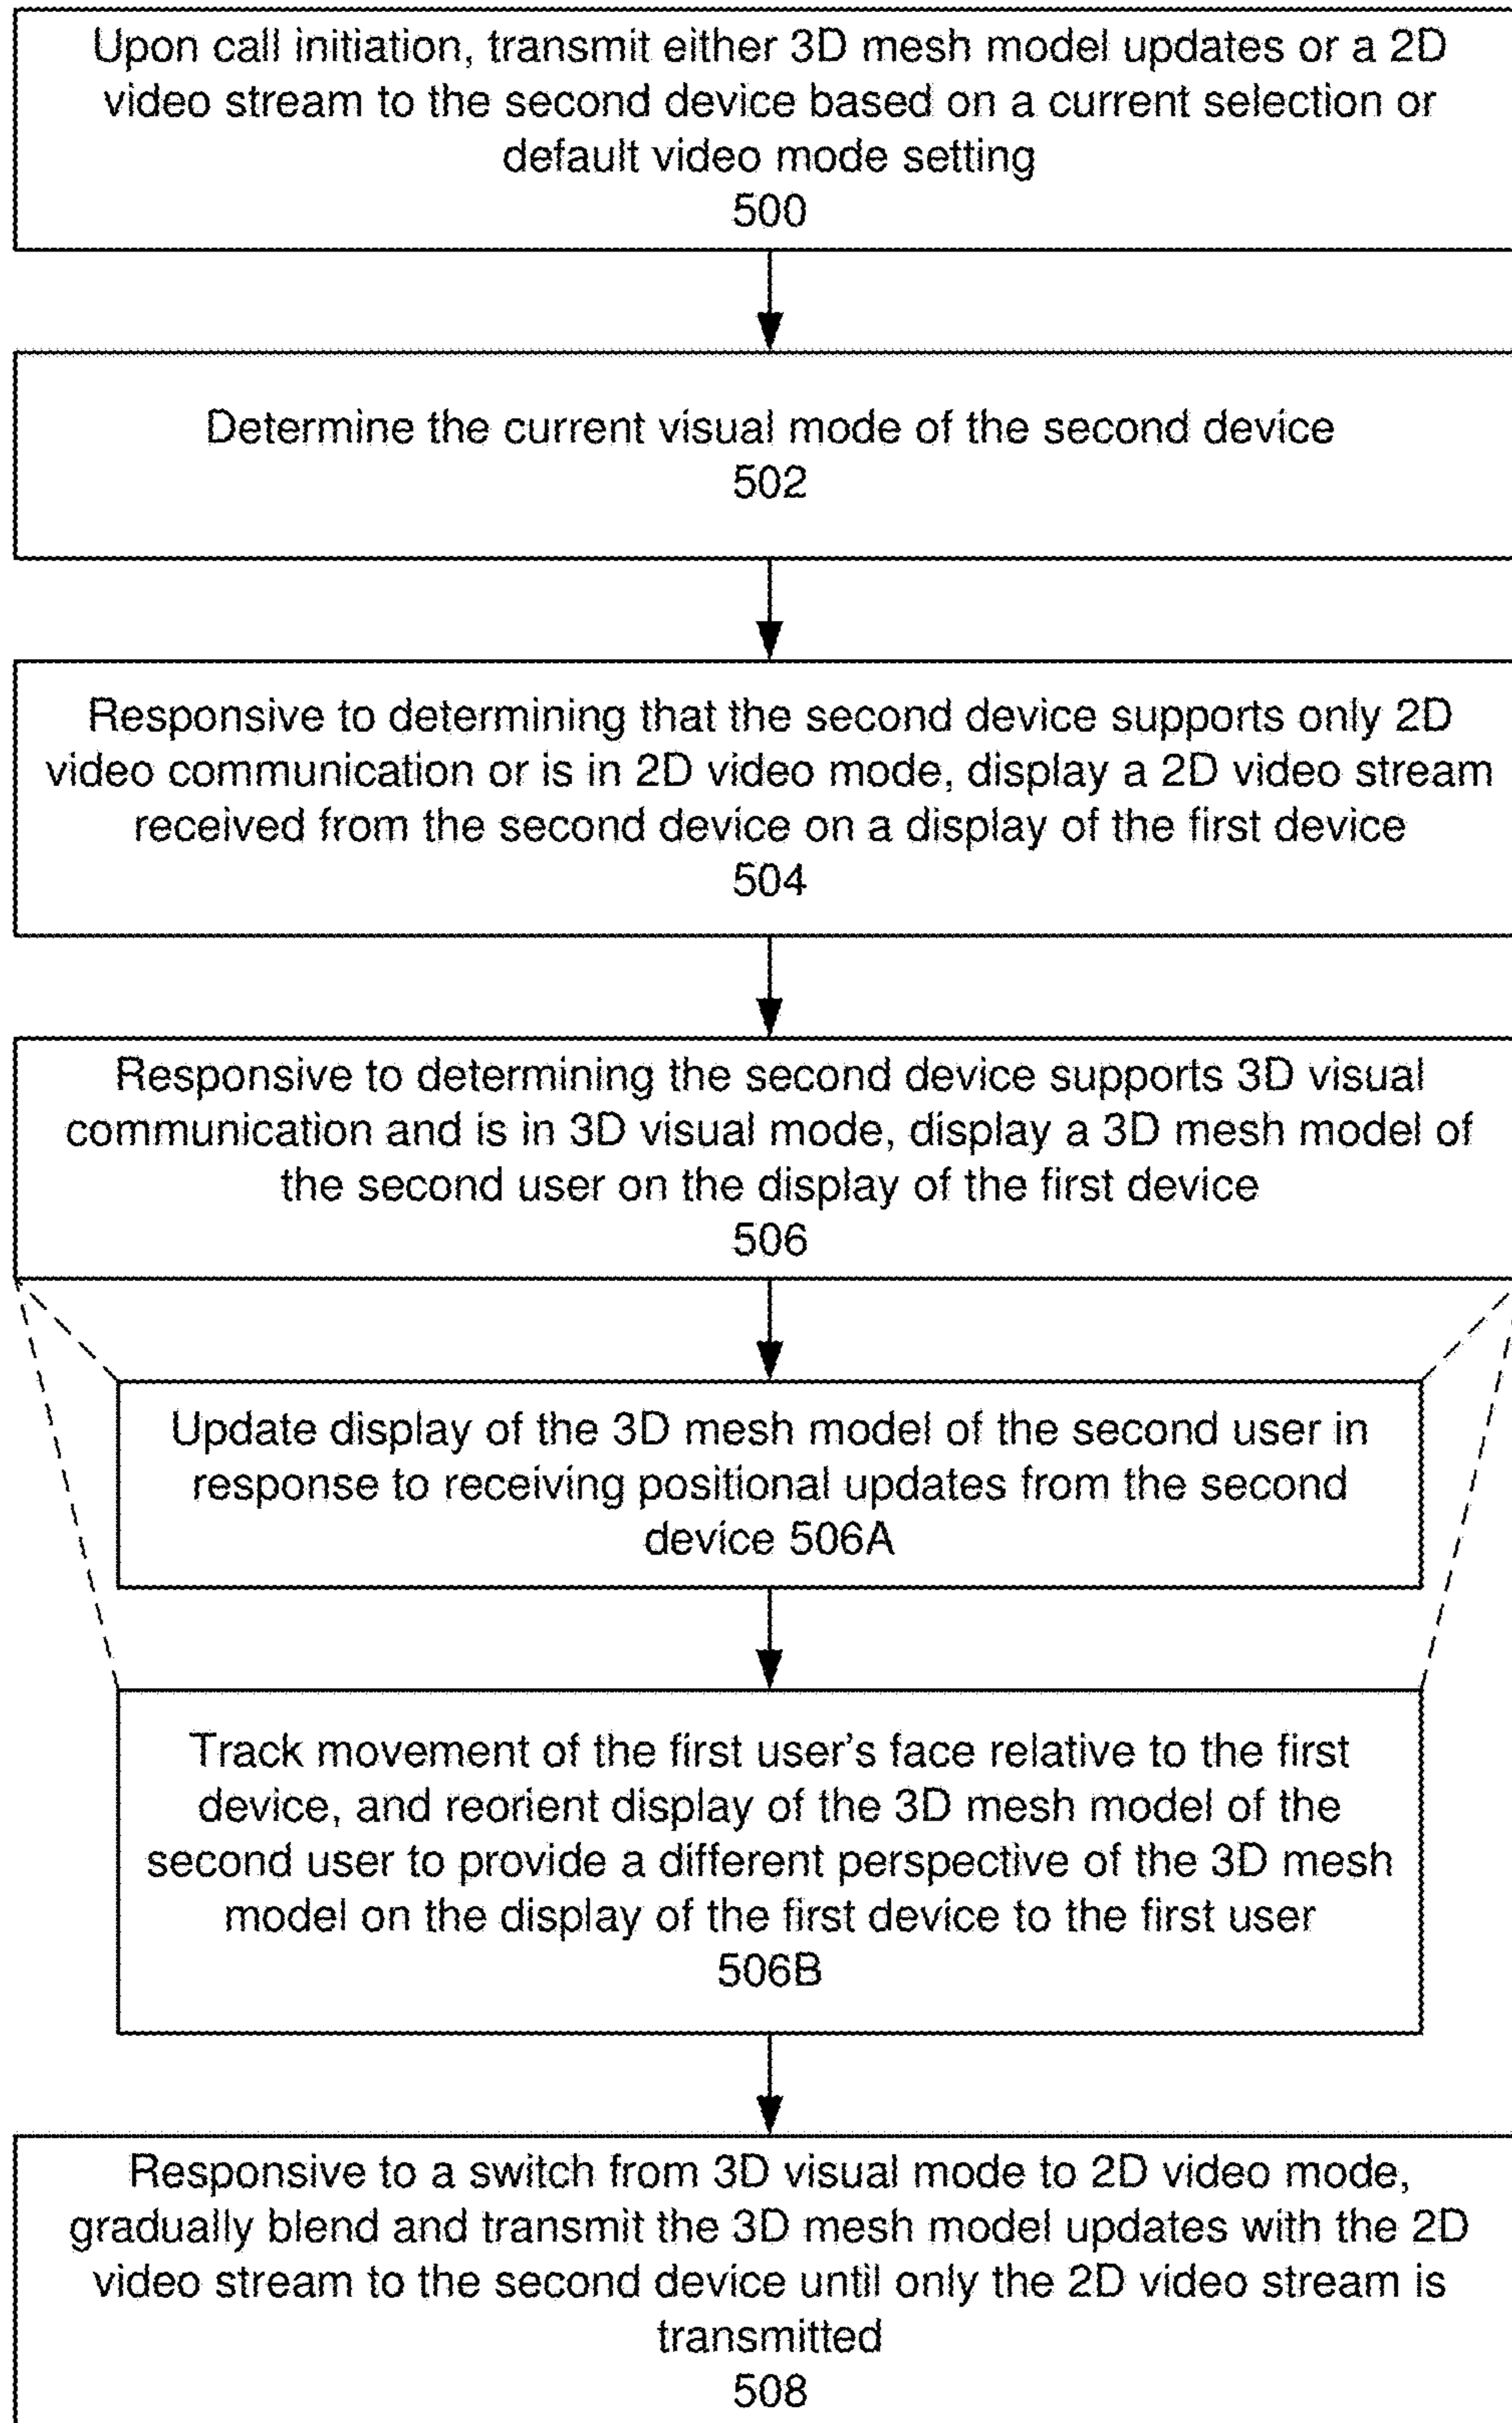 Upon call initiation, transmit either 3D mesh model updates or a 2D
video stream to the second device based on a current selection or
default video mode setting
500
Determine the current visual mode of the second device
502
Responsive to determining that the second device supports only 2D
video communication or is in 2D video mode, display a 2D video stream
received from the second device on a display of the first device
504
Responsive to determining the second device supports 3D visual
communication and is in 3D visual mode, display a 3D mesh model of
the second user on the display of the first device
506
Update display of the 3D mesh model of the second user in
response to receiving positional updates from the second
device 506A
Track movement of the first user's face relative to the first
device, and reorient display of the 3D mesh model of the
second user to provide a different perspective of the 3D mesh
model on the display of the first device to the first user
506B
Responsive to a switch from 3D visual mode to 2D video mode,
gradually blend and transmit the 3D mesh model updates with the 2D
video stream to the second device until only the 2D video stream is
transmitted
508